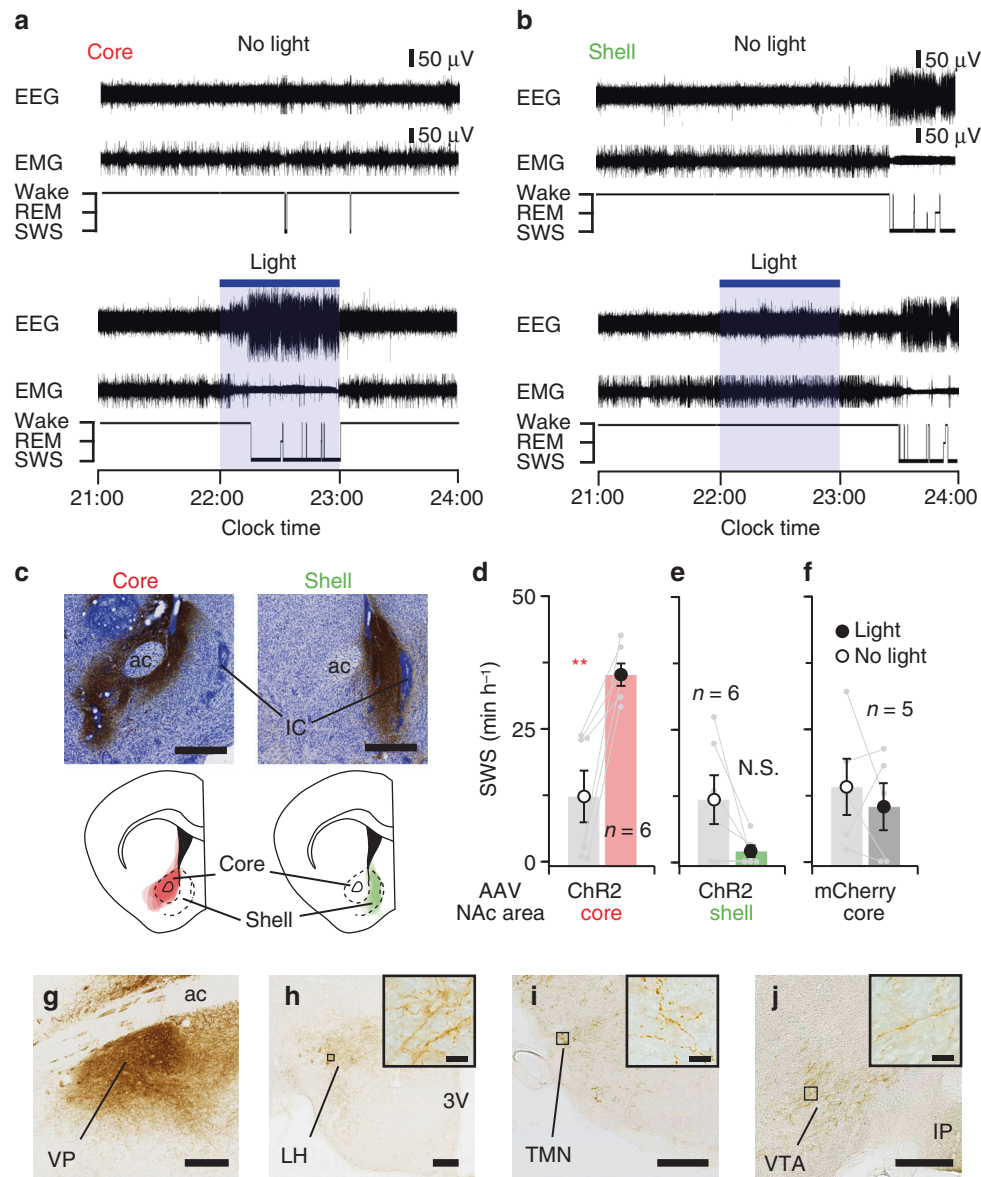 a
Core
No light
50 μV
EEG
50 μV
EMG
Wake
REM
SWS
Light
EEG
EMG
Wake
REM
SWS
21:00 22:00 23:00 24:00
Clock time
b
Shell
No light
50 μV
EEG
50 μV
EMG
Wake
REM
SWS
Light
EEG
EMG
Wake
REM
SWS
21:00 22:00 23:00 24:00
Clock time
c
Core
Shell
ac
ac
IC
Core
Shell
d
e
f
50
25
0
SWS (min h⁻¹)
**
n = 6
n = 6
N.S.
Light
No light
n = 5
AAV ChR2 ChR2 mCherry
NAc area core shell core
g
ac
VP
h
3V
LH
i
TMN
j
IP
VTA